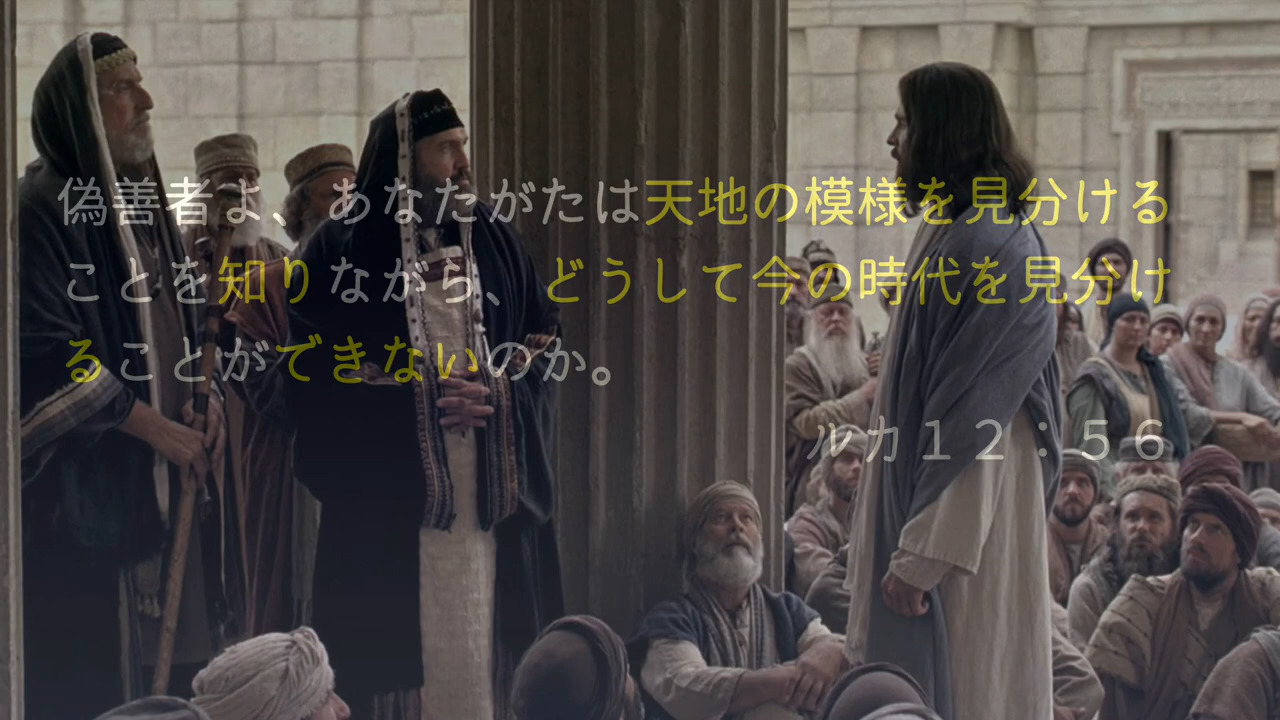 偽善者よ、あなたがたは天地の模様を見分ける
ことを知りながら、どうして今の時代を見分け
ることができないのか。
ルカ１２：５６